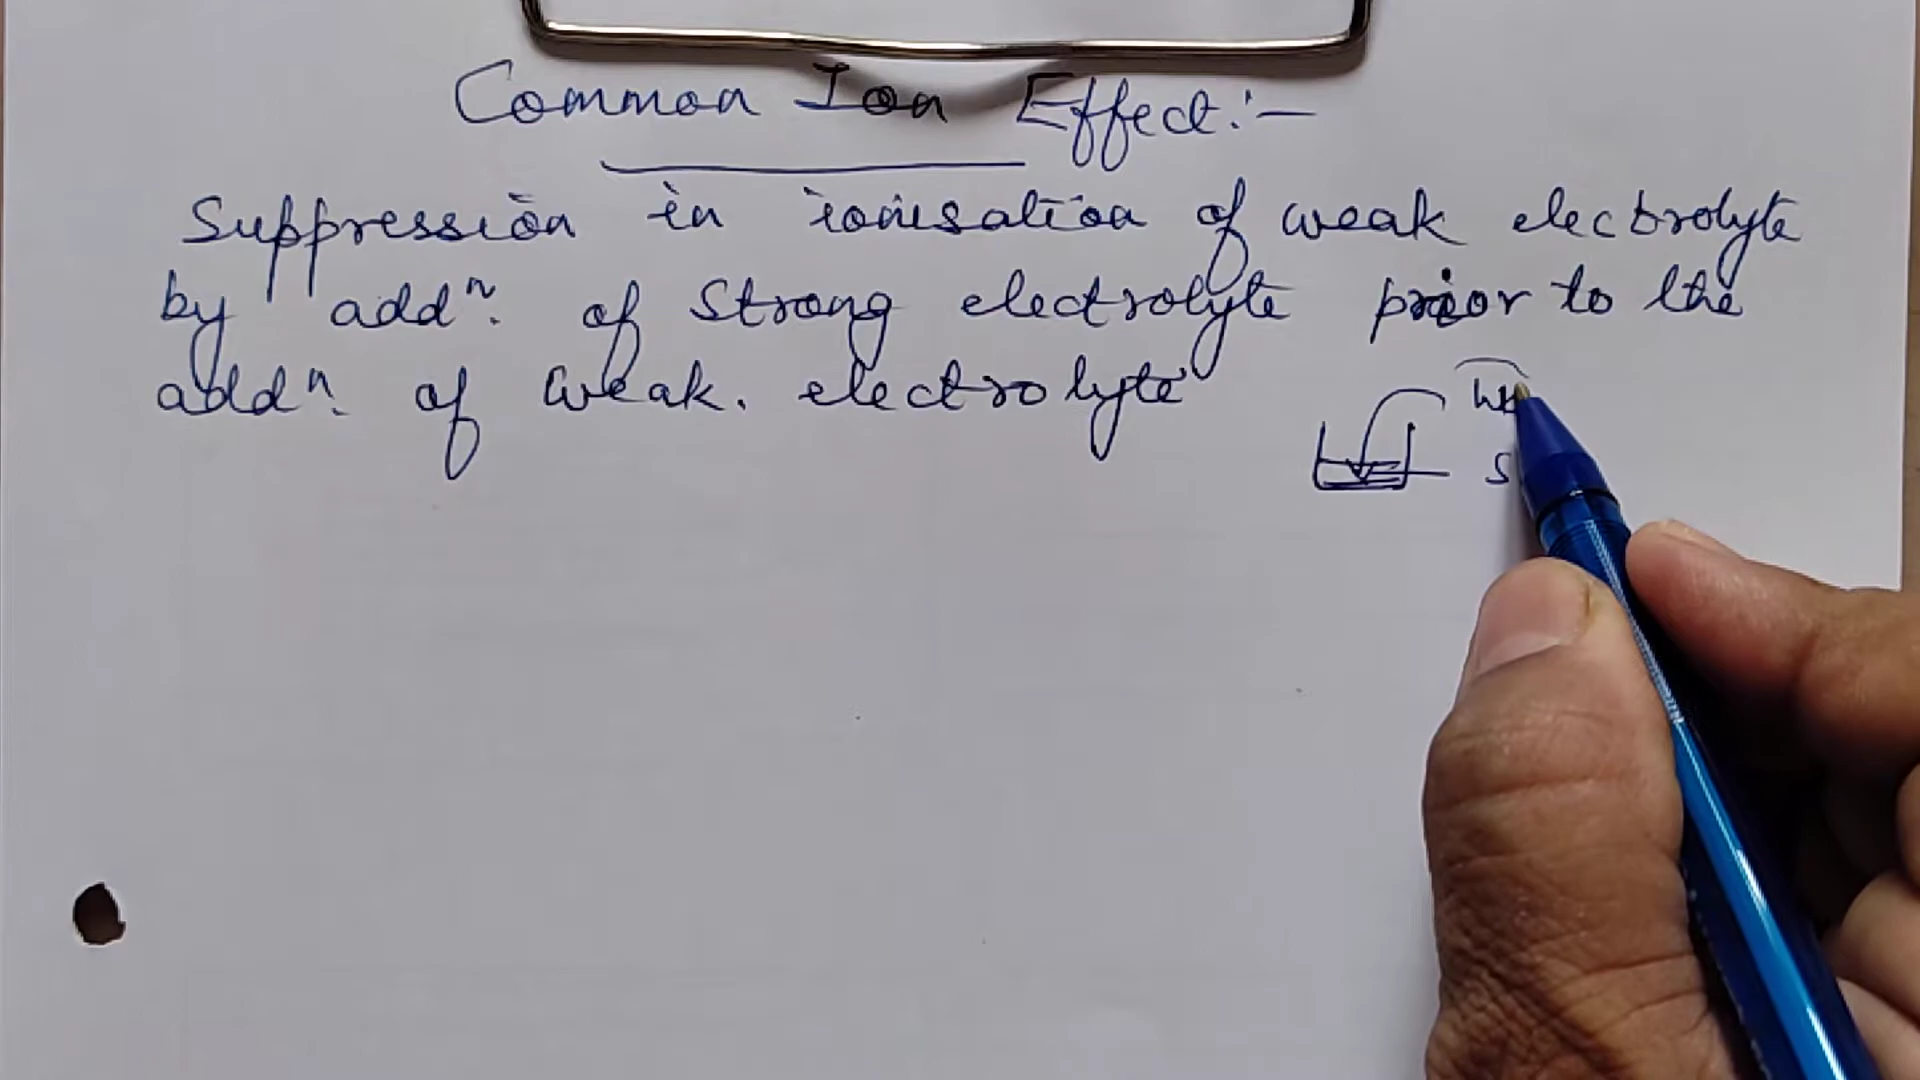 Common Ion Effect:-
Suppression in ionisation of weak electrolyte
by addⁿ. of Strong electrolyte prior to the
addⁿ. of weak. electrolyte
S